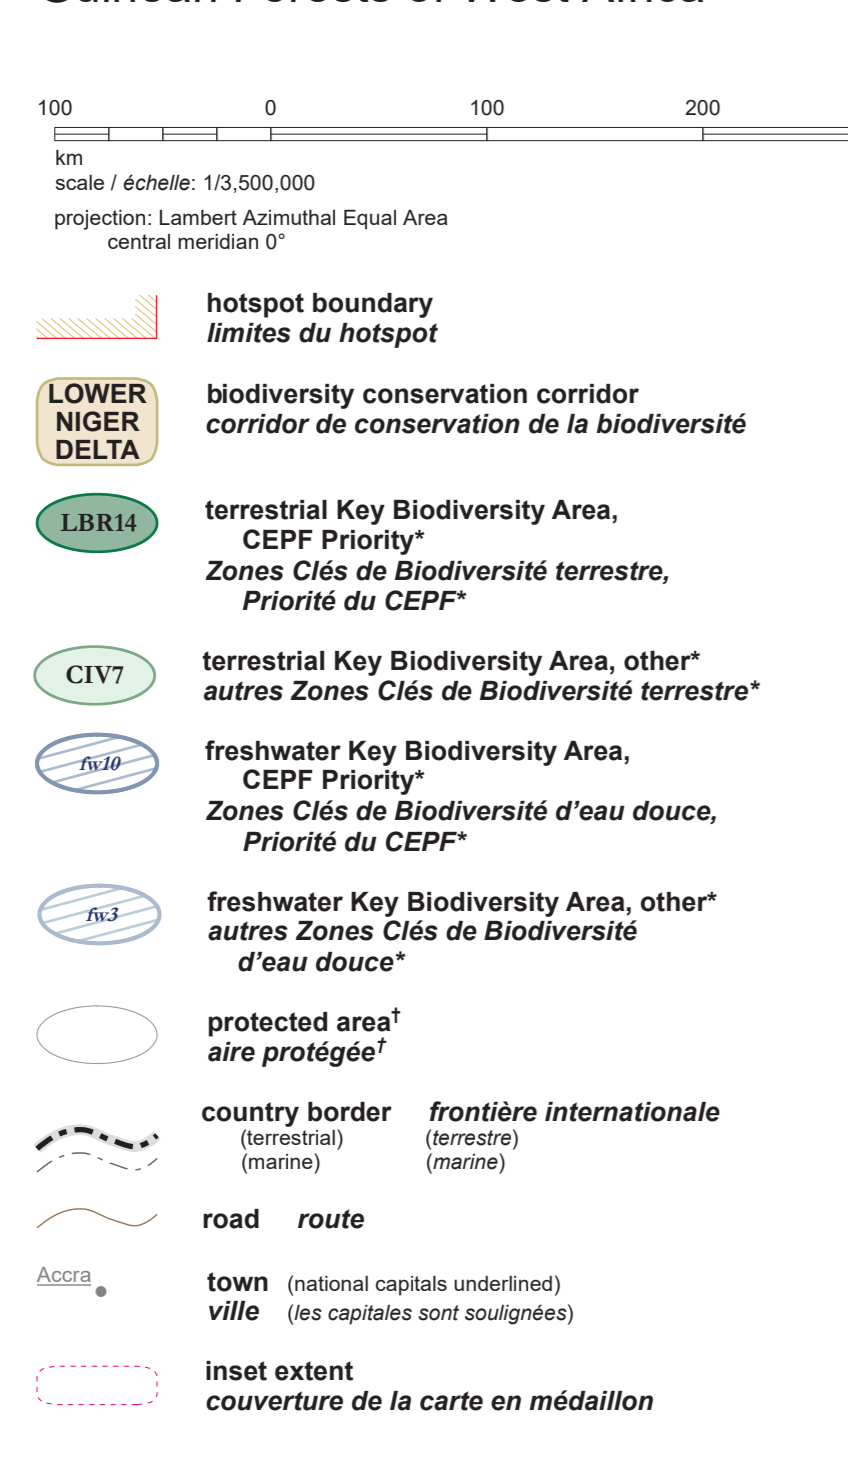 Guinean Forests of West Africa
100 0 100 200
km
scale / échelle: 1/3,500,000
projection: Lambert Azimuthal Equal Area
central meridian 0°
hotspot boundary
limites du hotspot
LOWER
NIGER
DELTA
biodiversity conservation corridor
corridor de conservation de la biodiversité
LBR14
terrestrial Key Biodiversity Area,
CEPF Priority*
Zones Clés de Biodiversité terrestre,
Priorité du CEPF*
CIV7
terrestrial Key Biodiversity Area, other*
autres Zones Clés de Biodiversité terrestre*
fw10
freshwater Key Biodiversity Area,
CEPF Priority*
Zones Clés de Biodiversité d’eau douce,
Priorité du CEPF*
fw3
freshwater Key Biodiversity Area, other*
autres Zones Clés de Biodiversité
d’eau douce*
protected area†
aire protégée†
country border frontière internationale
(terrestrial) (terrestre)
(marine) (marine)
road route
Accra
town (national capitals underlined)
ville (les capitales sont soulignées)
inset extent
couverture de la carte en médaillon